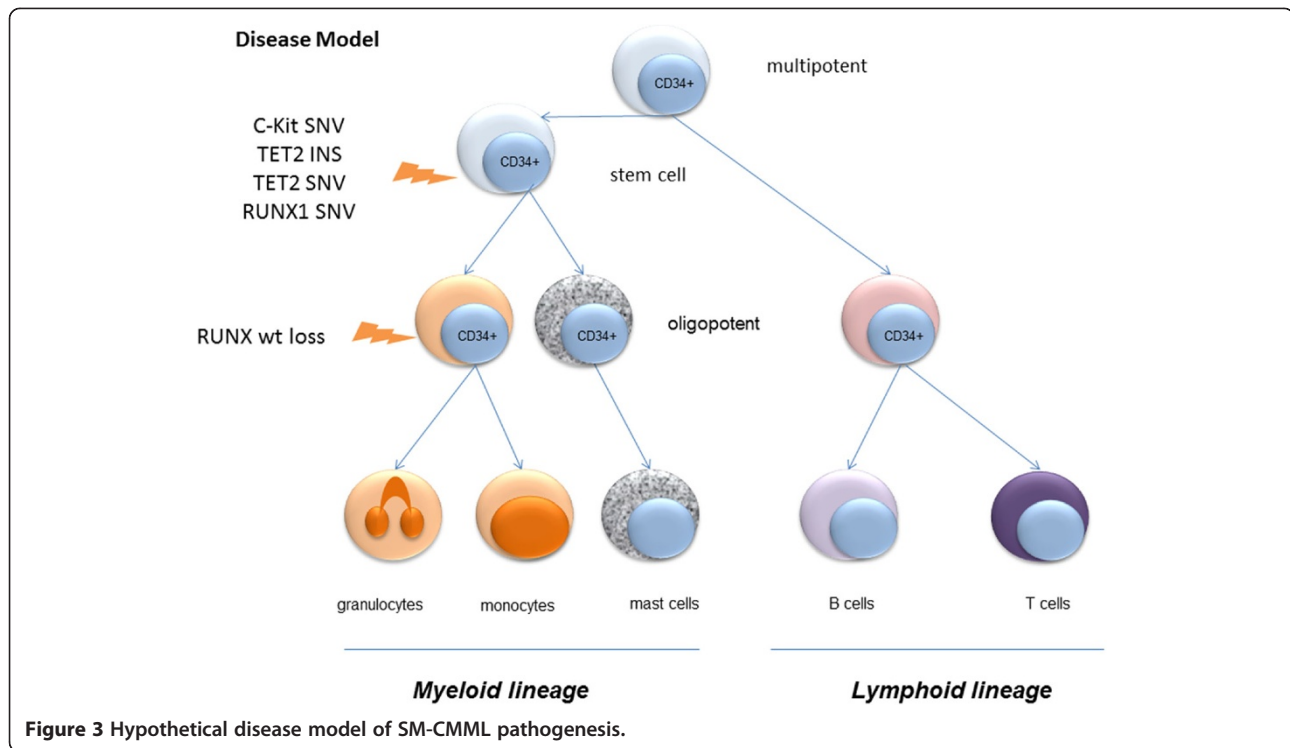 Disease Model
multipotent
CD34+
C-Kit SNV
TET2 INS
TET2 SNV
RUNX1 SNV
CD34+
stem cell
RUNX wt loss
CD34+
CD34+
oligopotent
CD34+
granulocytes
monocytes
mast cells
B cells
T cells
Myeloid lineage
Lymphoid lineage
Figure 3 Hypothetical disease model of SM-CMML pathogenesis.